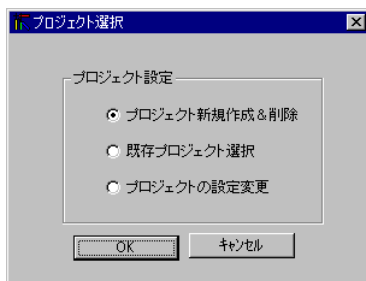 プロジェクト選択
プロジェクト設定
プロジェクト新規作成＆削除
既存プロジェクト選択
プロジェクトの設定変更
OK
ｷｬﾝｾﾙ